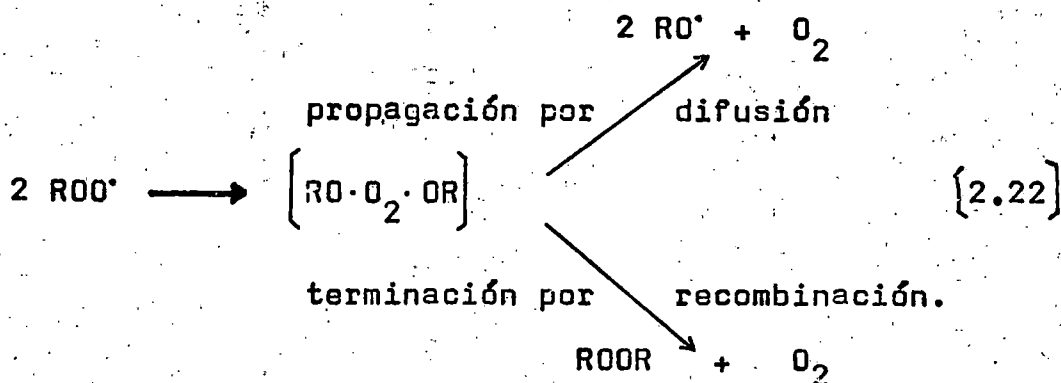 2 RO· + O2
propagación por difusión
2 ROO· → [RO·O2·OR] [2.22]
terminación por recombinación.
ROOR + O2